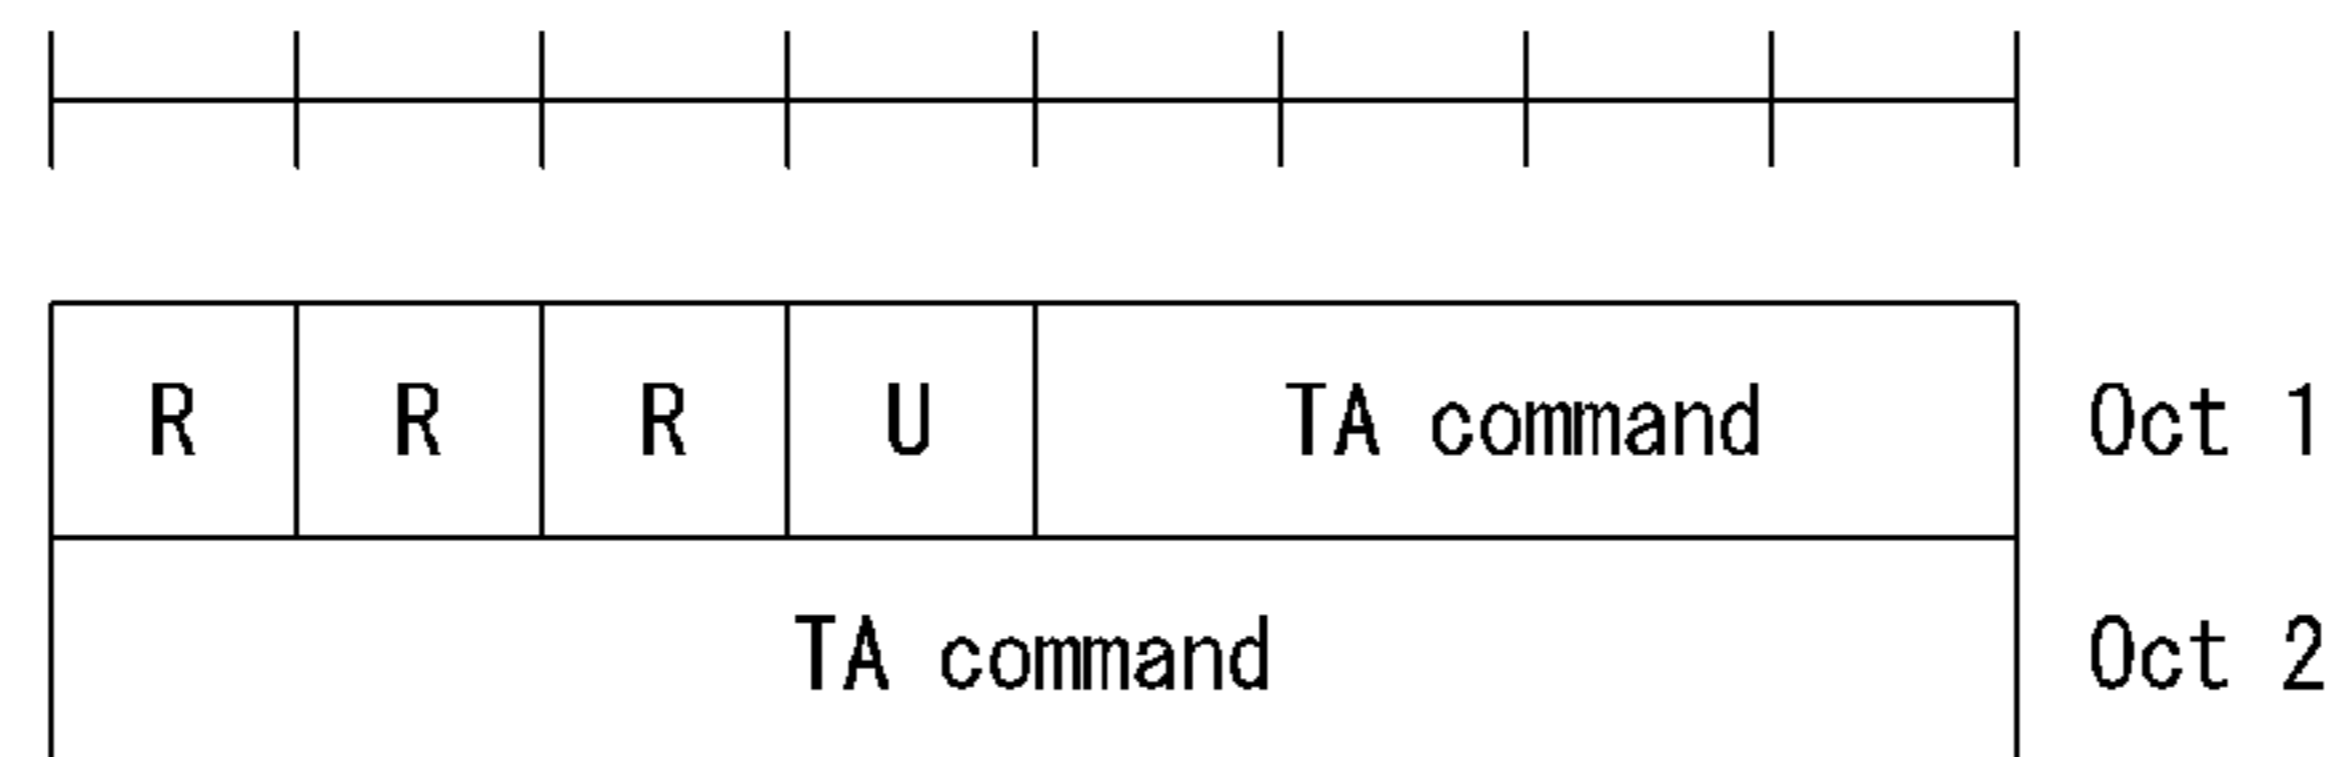 R R R U TA command Oct 1
TA command Oct 2